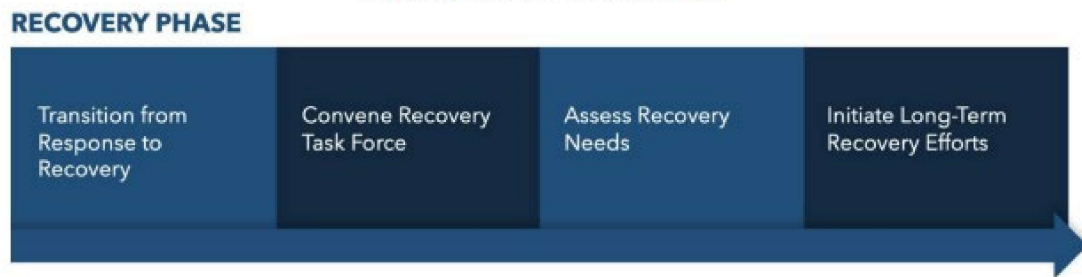 RECOVERY PHASE
Transition from
Response to
Recovery
Convene Recovery
Task Force
Assess Recovery
Needs
Initiate Long-Term
Recovery Efforts